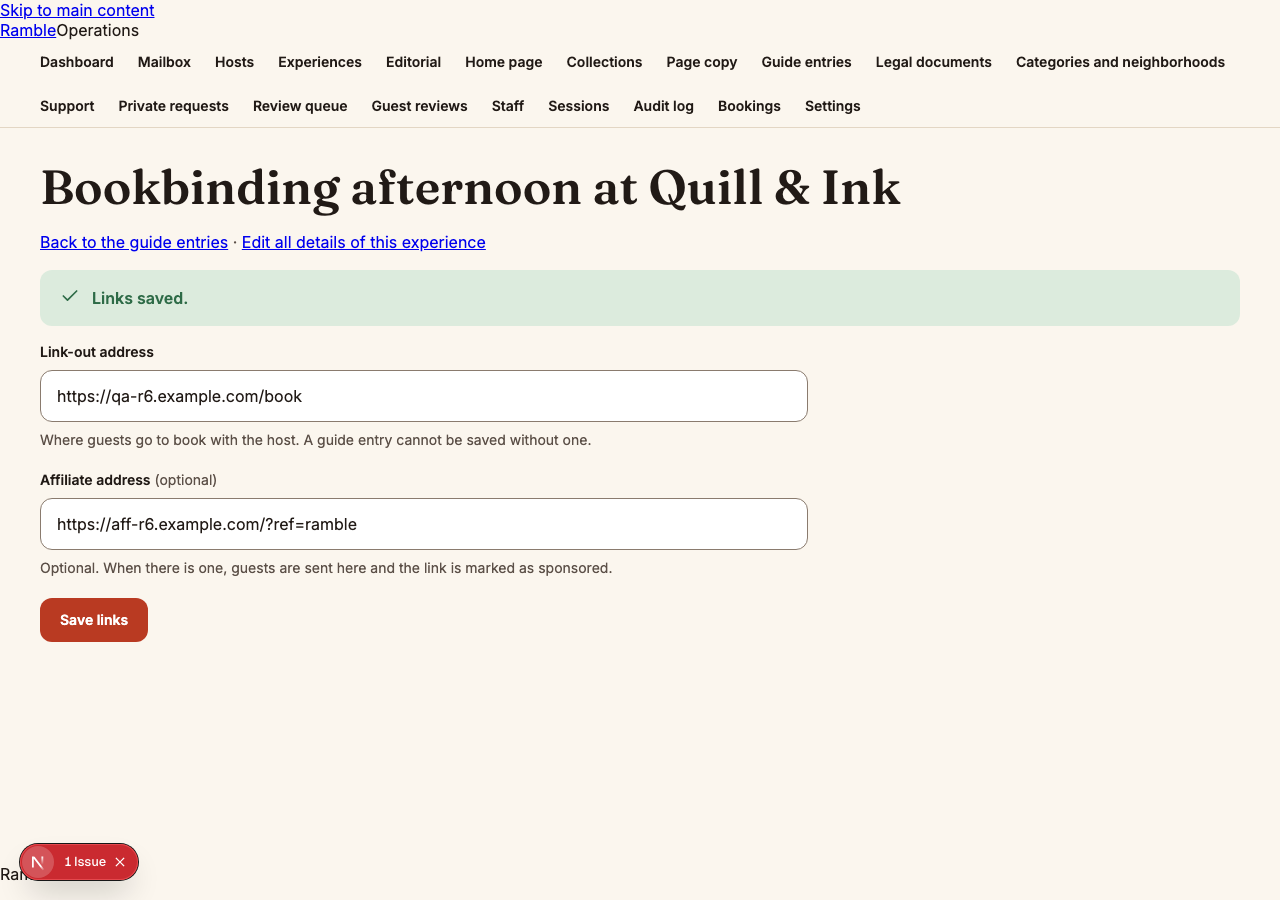 Skip to main content
RambleOperations
Dashboard Mailbox Hosts Experiences Editorial Home page Collections Page copy Guide entries Legal documents Categories and neighborhoods
Support Private requests Review queue Guest reviews Staff Sessions Audit log Bookings Settings
Bookbinding afternoon at Quill & Ink
Back to the guide entries · Edit all details of this experience
Links saved.
Link-out address
https://qa-r6.example.com/book
Where guests go to book with the host. A guide entry cannot be saved without one.
Affiliate address (optional)
https://aff-r6.example.com/?ref=ramble
Optional. When there is one, guests are sent here and the link is marked as sponsored.
Save links
N 1 Issue